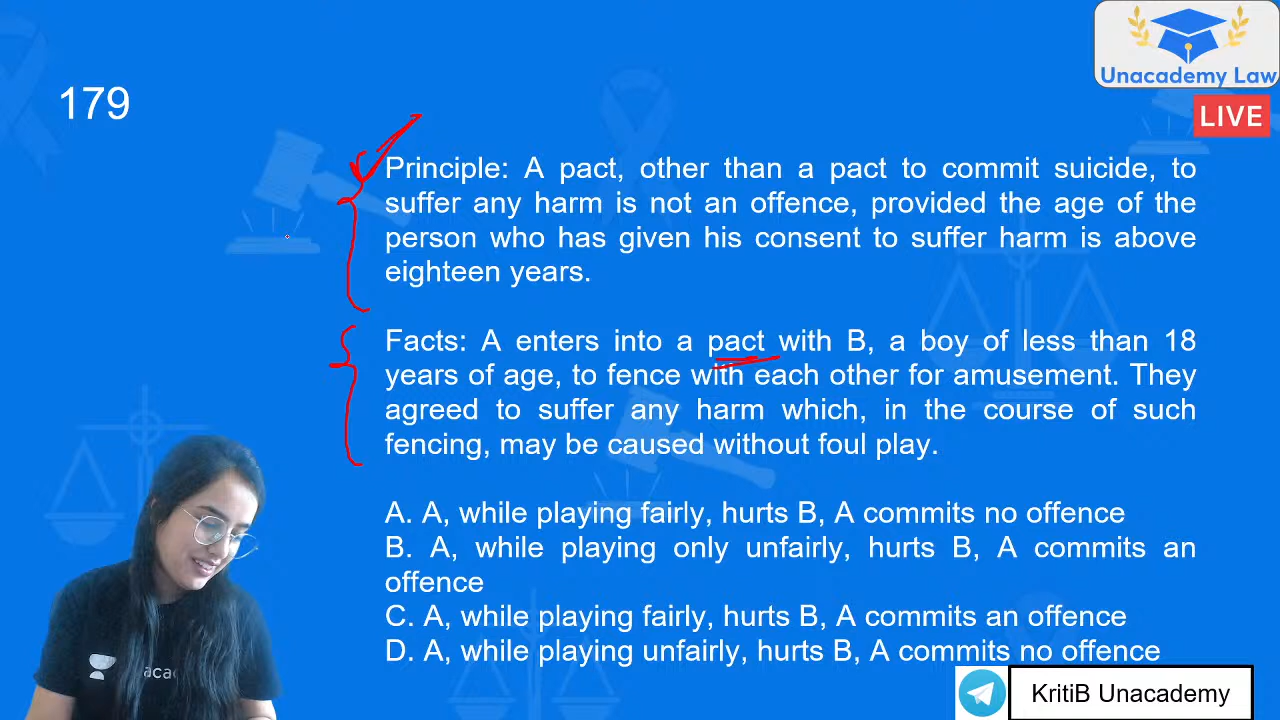 Unacademy Law
LIVE
179
Principle: A pact, other than a pact to commit suicide, to
suffer any harm is not an offence, provided the age of the
person who has given his consent to suffer harm is above
eighteen years.
Facts: A enters into a pact with B, a boy of less than 18
years of age, to fence with each other for amusement. They
agreed to suffer any harm which, in the course of such
fencing, may be caused without foul play.
A. A, while playing fairly, hurts B, A commits no offence
B. A, while playing only unfairly, hurts B, A commits an
offence
C. A, while playing fairly, hurts B, A commits an offence
D. A, while playing unfairly, hurts B, A commits no offence
KritiB Unacademy